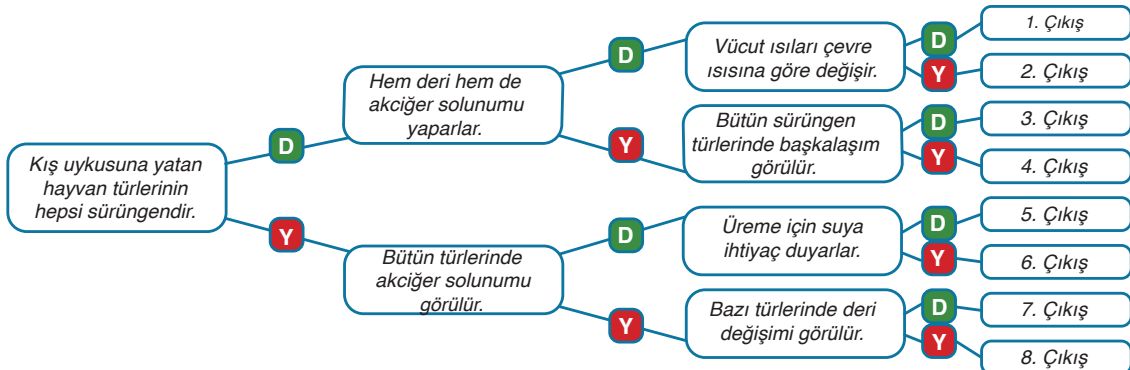 Kış uykusuna yatan
hayvan türlerinin
hepsi sürüngendir.
D
Y
Hem deri hem de
akciğer solunumu
yaparlar.
D
Y
Bütün türlerinde
akciğer solunumu
görülür.
D
Y
Vücut ısıları çevre
ısısına göre değişir.
D
Y
Bütün sürüngen
türlerinde başkalaşım
görülür.
D
Y
Üreme için suya
ihtiyaç duyarlar.
D
Y
Bazı türlerinde deri
değişimi görülür.
D
Y
1. Çıkış
2. Çıkış
3. Çıkış
4. Çıkış
5. Çıkış
6. Çıkış
7. Çıkış
8. Çıkış